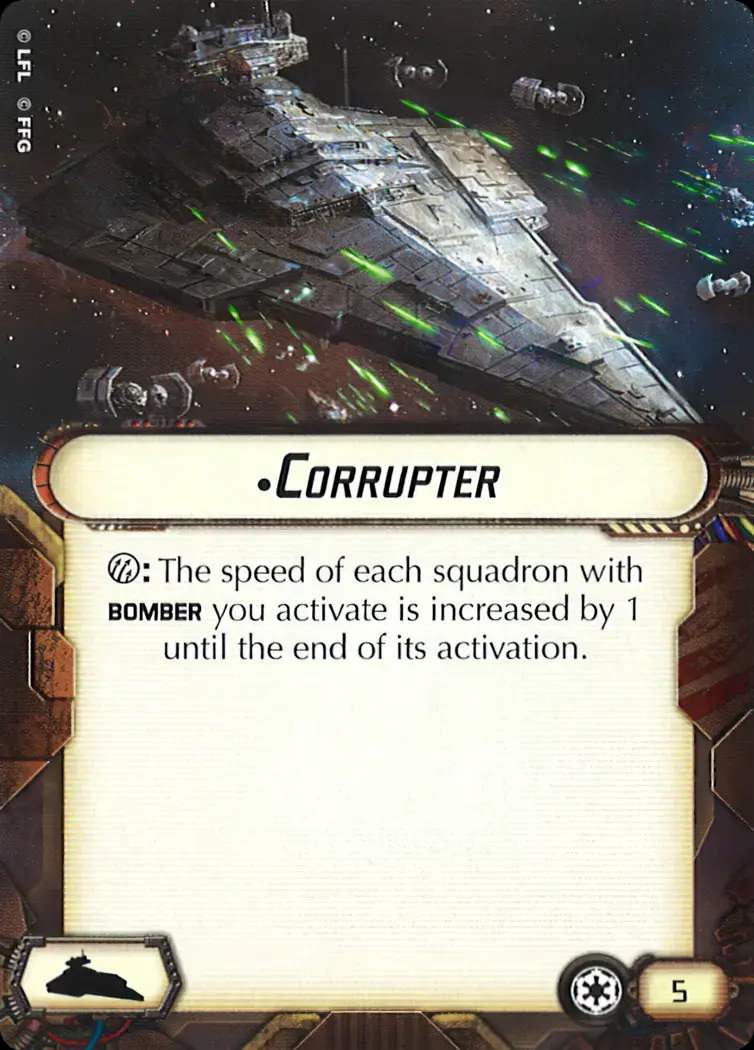 © LFL © FFG
•Corrupter
: The speed of each squadron with
BOMBER you activate is increased by 1
until the end of its activation.
5